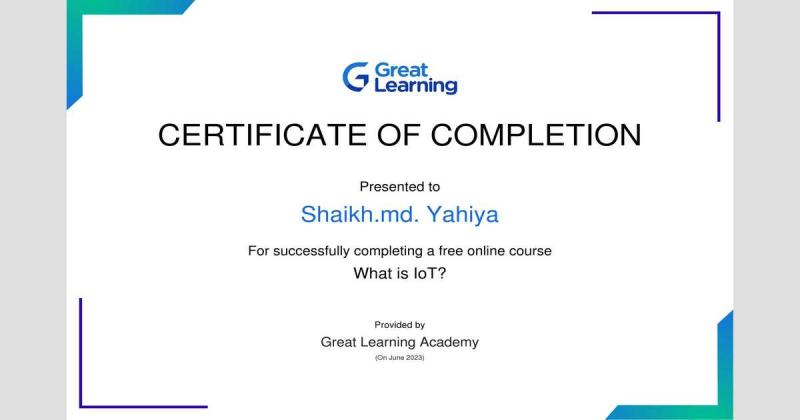 Great
Learning
CERTIFICATE OF COMPLETION
Presented to
Shaikh.md. Yahiya
For successfully completing a free online course
What is IoT?
Provided by
Great Learning Academy
(On June 2023)